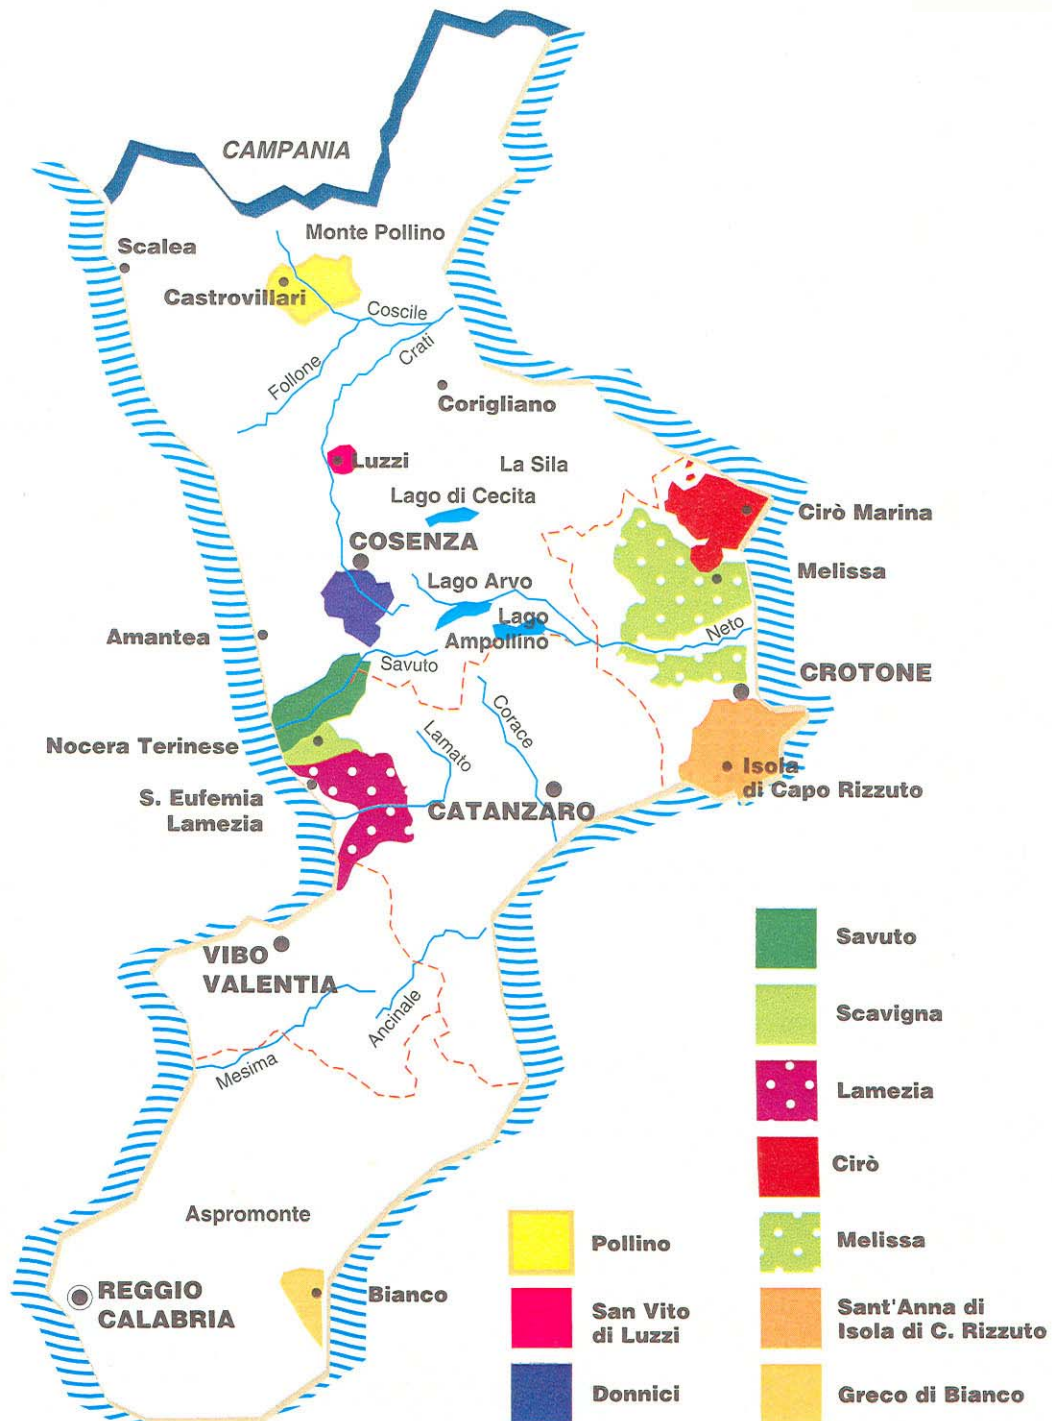 CAMPANIA
Monte Pollino
Scalea
Castrovillari
Coscile
Crati
Follone
Corigliano
Luzzi
La Sila
Lago di Cecita
Cirò Marina
COSENZA
Melissa
Lago Arvo
Lago
Ampollino
Neto
Amantea
Savuto
CROTONE
Corace
Lamato
Nocera Terinese
Isola
di Capo Rizzuto
S. Eufemia
Lamezia
CATANZARO
VIBO
VALENTIA
Ancinale
Mesima
Aspromonte
REGGIO
CALABRIA
Bianco
Savuto
Scavigna
Lamezia
Cirò
Melissa
Sant'Anna di
Isola di C. Rizzuto
Greco di Bianco
Pollino
San Vito
di Luzzi
Donnici